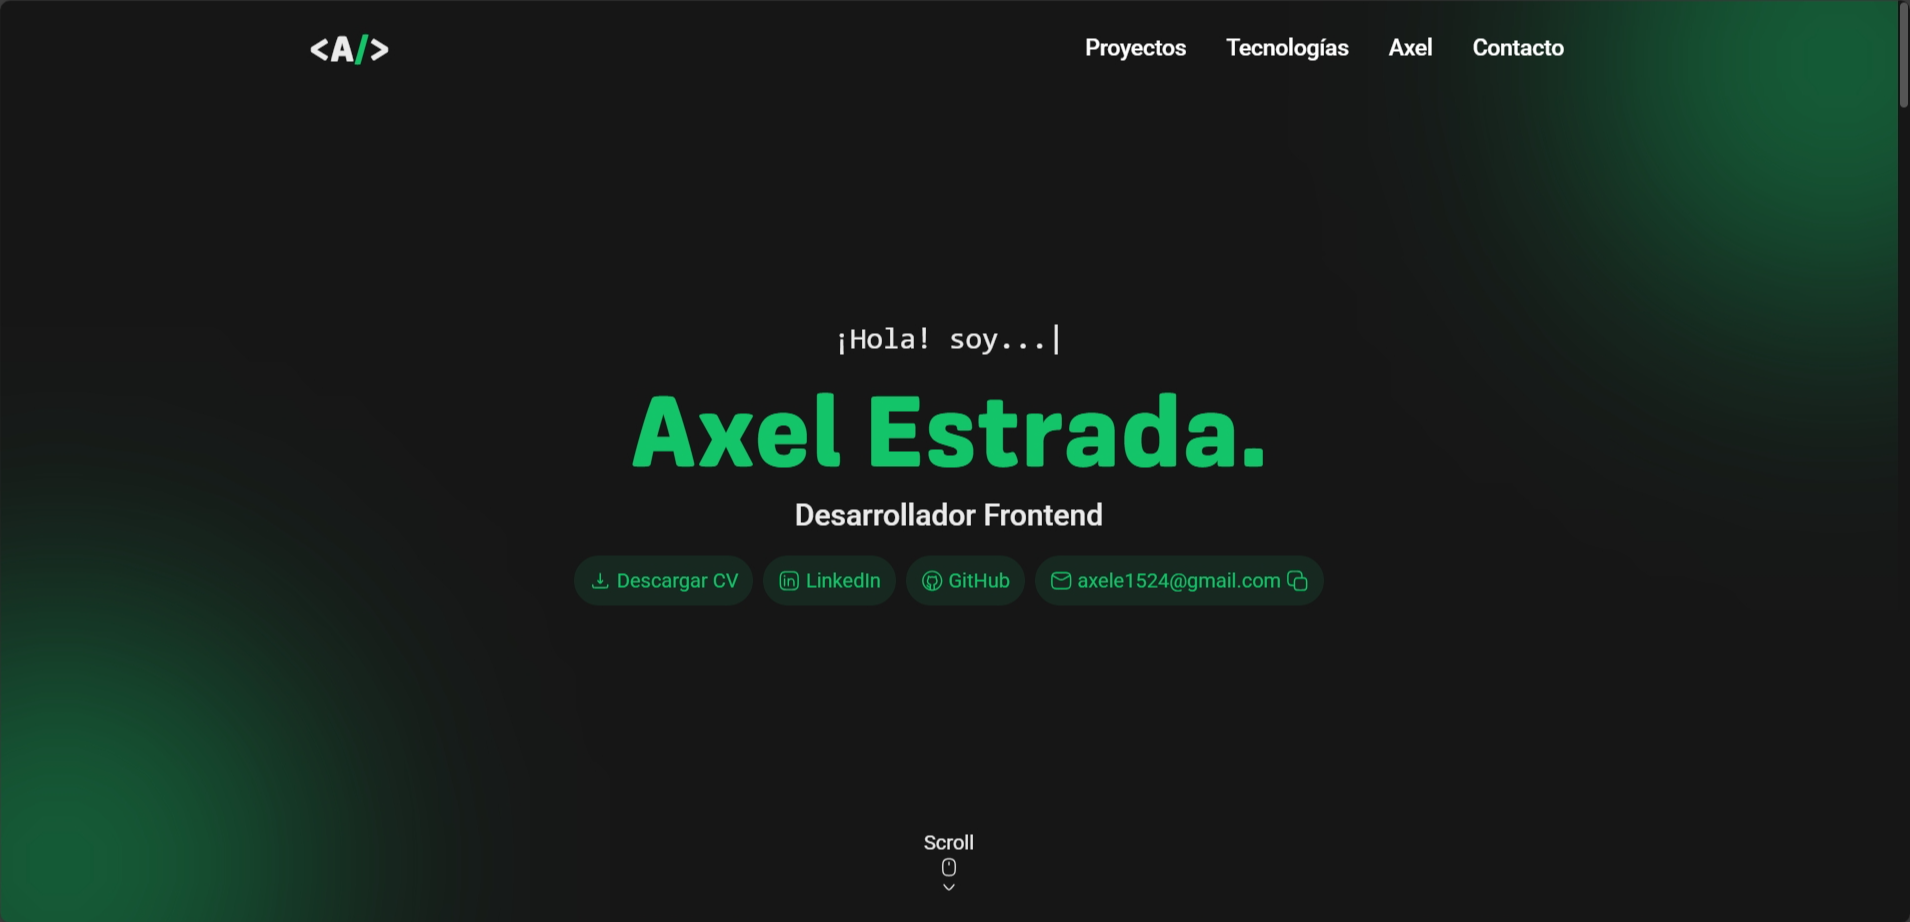 <A/>
Proyectos Tecnologías Axel Contacto
¡Hola! soy...|
Axel Estrada.
Desarrollador Frontend
Descargar CV LinkedIn GitHub axele1524@gmail.com
Scroll